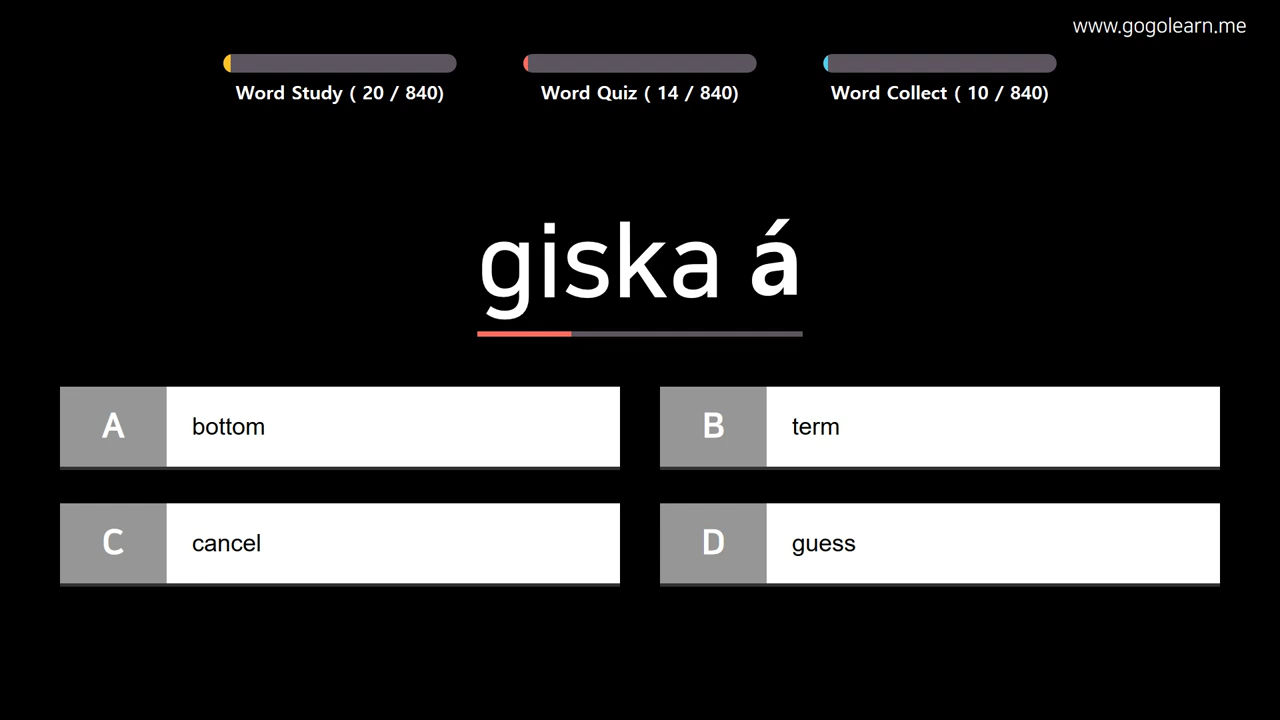 www.gogolearn.me
Word Study ( 20 / 840)
Word Quiz ( 14 / 840)
Word Collect ( 10 / 840)
giska á
A bottom
B term
C cancel
D guess